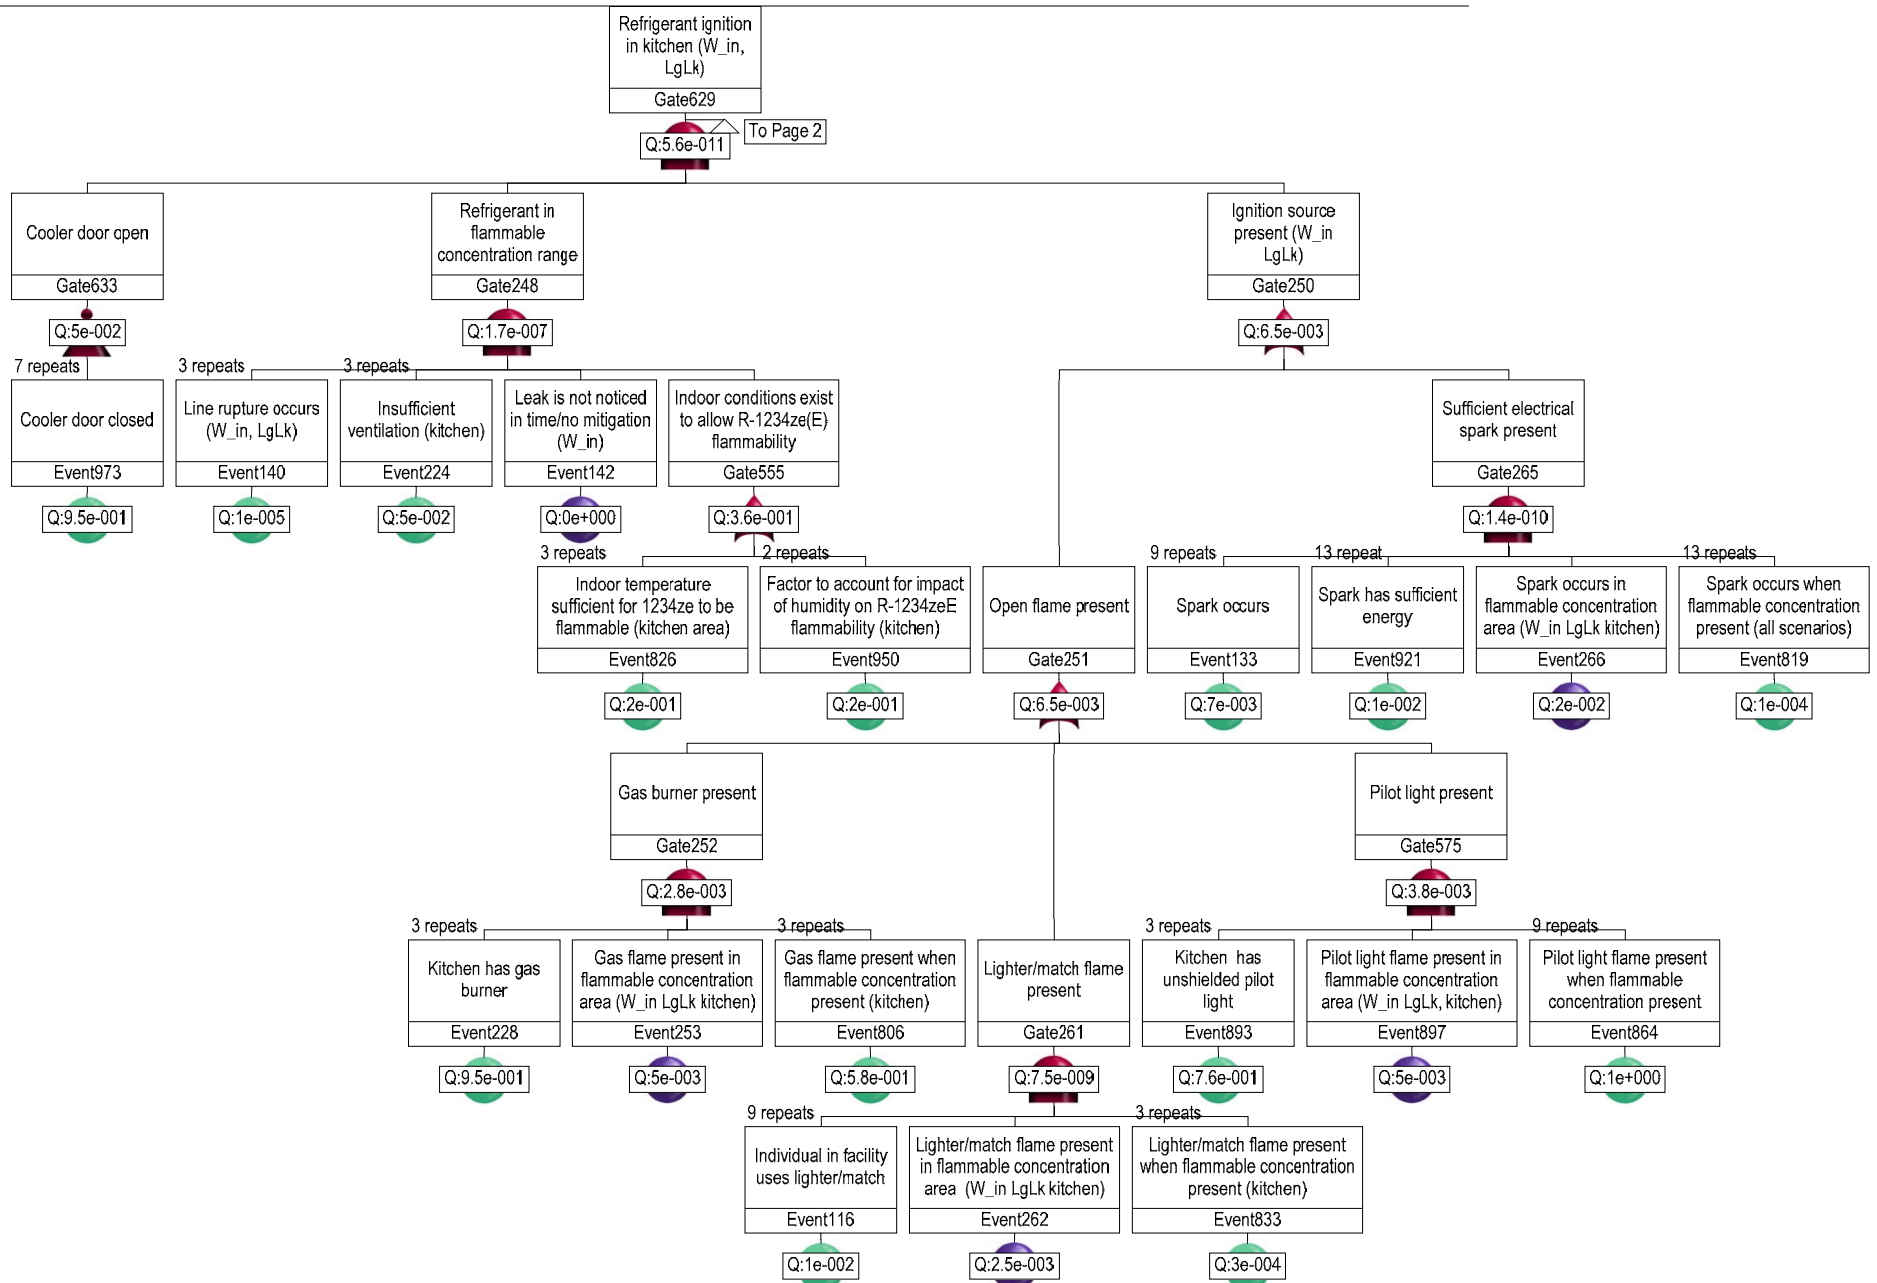 Refrigerant ignition
in kitchen (W_in,
LgLk)
Gate629
To Page 2
Q:5.6e-011
Cooler door open
Gate633
Q:5e-002
Refrigerant in
flammable
concentration range
Gate248
Q:1.7e-007
Ignition source
present (W_in
LgLk)
Gate250
Q:6.5e-003
7 repeats
Cooler door closed
Event973
Q:9.5e-001
3 repeats
Line rupture occurs
(W_in, LgLk)
Event140
Q:1e-005
3 repeats
Insufficient
ventilation (kitchen)
Event224
Q:5e-002
Leak is not noticed
in time/no mitigation
(W_in)
Event142
Q:0e+000
Indoor conditions exist
to allow R-1234ze(E)
flammability
Gate555
Q:3.6e-001
Sufficient electrical
spark present
Gate265
Q:1.4e-010
3 repeats
Indoor temperature
sufficient for 1234ze to be
flammable (kitchen area)
Event826
Q:2e-001
2 repeats
Factor to account for impact
of humidity on R-1234zeE
flammability (kitchen)
Event950
Q:2e-001
Open flame present
Gate251
Q:6.5e-003
9 repeats
Spark occurs
Event133
Q:7e-003
13 repeat
Spark has sufficient
energy
Event921
Q:1e-002
Spark occurs in
flammable concentration
area (W_in LgLk kitchen)
Event266
Q:2e-002
13 repeats
Spark occurs when
flammable concentration
present (all scenarios)
Event819
Q:1e-004
Gas burner present
Gate252
Q:2.8e-003
Pilot light present
Gate575
Q:3.8e-003
3 repeats
Kitchen has gas
burner
Event228
Q:9.5e-001
Gas flame present in
flammable concentration
area (W_in LgLk kitchen)
Event253
Q:5e-003
3 repeats
Gas flame present when
flammable concentration
present (kitchen)
Event806
Q:5.8e-001
Lighter/match flame
present
Gate261
Q:7.5e-009
3 repeats
Kitchen has
unshielded pilot
light
Event893
Q:7.6e-001
Pilot light flame present in
flammable concentration
area (W_in LgLk, kitchen)
Event897
Q:5e-003
9 repeats
Pilot light flame present
when flammable
concentration present
Event864
Q:1e+000
9 repeats
Individual in facility
uses lighter/match
Event116
Q:1e-002
Lighter/match flame present
in flammable concentration
area (W_in LgLk kitchen)
Event262
Q:2.5e-003
3 repeats
Lighter/match flame present
when flammable concentration
present (kitchen)
Event833
Q:3e-004